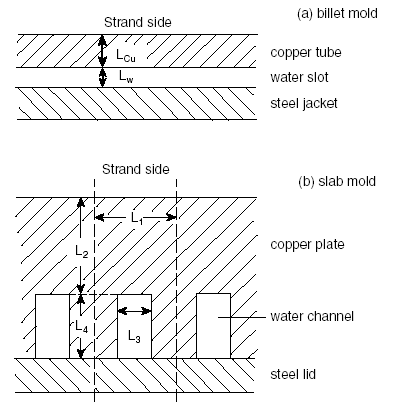 Strand side
(a) billet mold
copper tube
L_Cu
water slot
L_w
steel jacket
Strand side
(b) slab mold
L_1
copper plate
L_2
water channel
L_4
L_3
steel lid